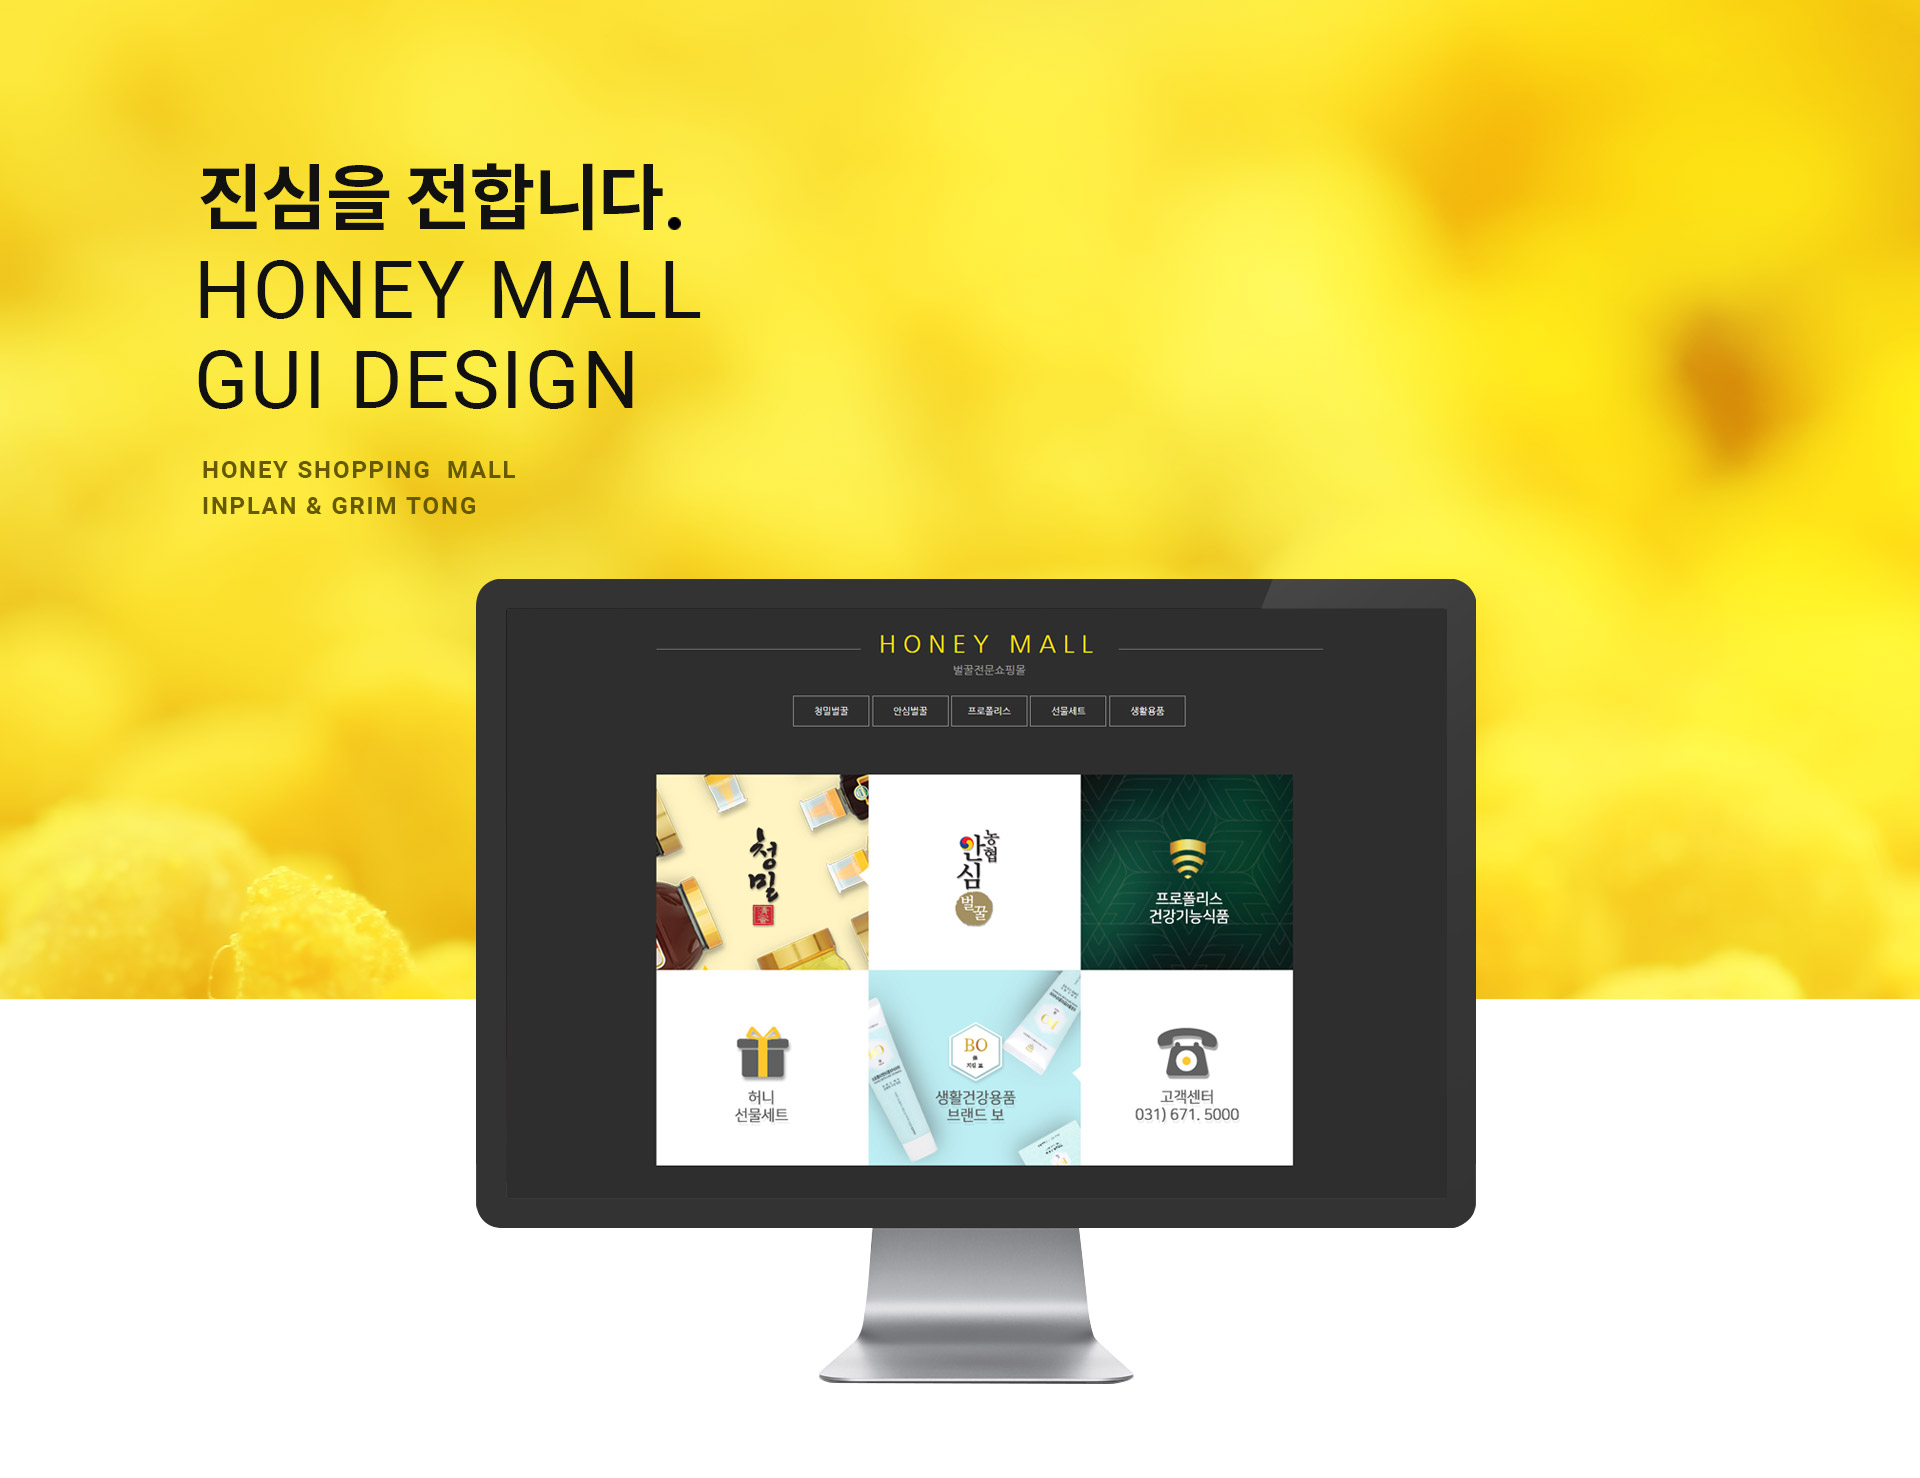 진심을 전합니다.
HONEY MALL
GUI DESIGN
HONEY SHOPPING MALL
INPLAN & GRIM TONG
HONEY MALL
벌꿀전문쇼핑몰
청밀벌꿀 안심벌꿀 프로폴리스 선물세트 생활용품
청밀
농협
안심
벌꿀
프로폴리스
건강기능식품
허니
선물세트
BO
지킬 보
생활건강용품
브랜드 보
고객센터
031) 671. 5000